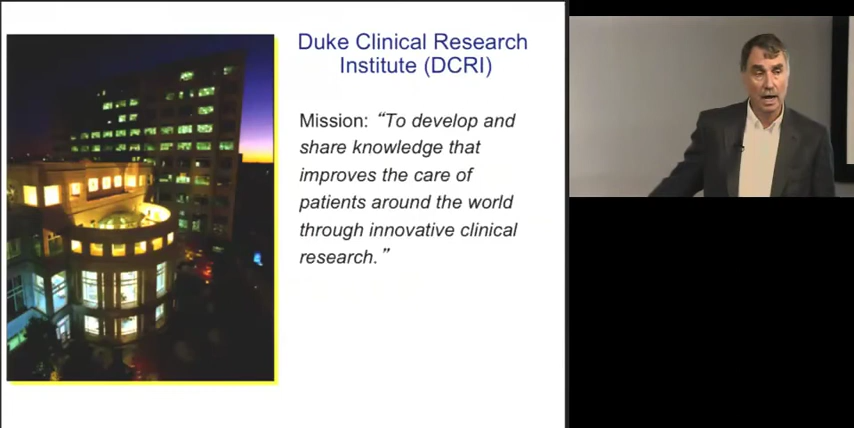 Duke Clinical Research
Institute (DCRI)
Mission: “To develop and
share knowledge that
improves the care of
patients around the world
through innovative clinical
research.”